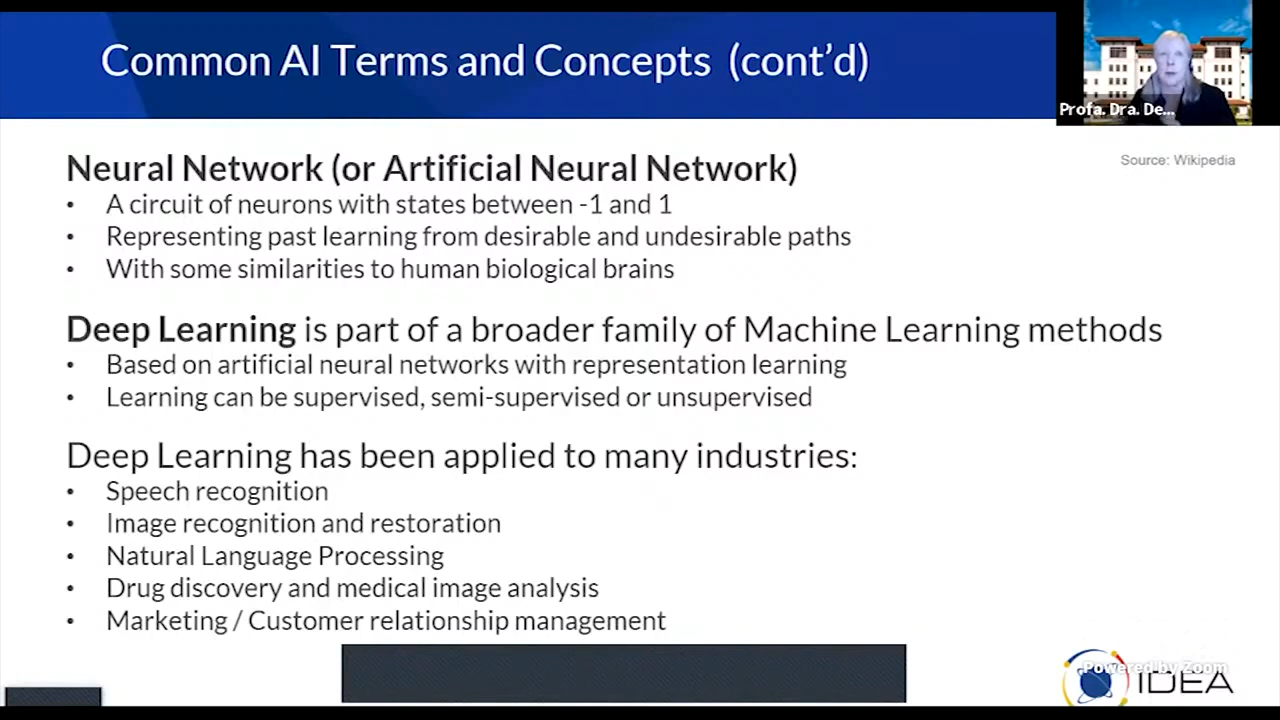 Common AI Terms and Concepts (cont’d)
Profa. Dra. De...
Source: Wikipedia
Neural Network (or Artificial Neural Network)
• A circuit of neurons with states between -1 and 1
• Representing past learning from desirable and undesirable paths
• With some similarities to human biological brains
Deep Learning is part of a broader family of Machine Learning methods
• Based on artificial neural networks with representation learning
• Learning can be supervised, semi-supervised or unsupervised
Deep Learning has been applied to many industries:
• Speech recognition
• Image recognition and restoration
• Natural Language Processing
• Drug discovery and medical image analysis
• Marketing / Customer relationship management
Powered by Zoom
IDEA